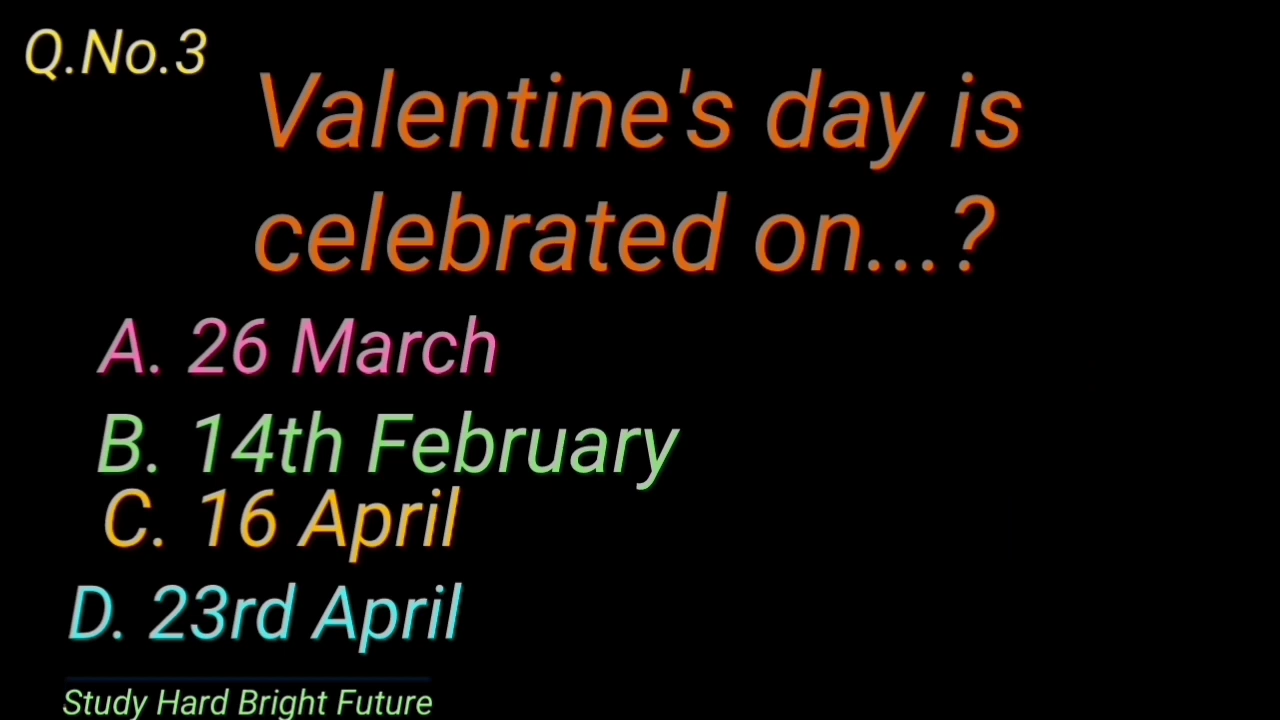 Q.No.3
Valentine's day is
celebrated on...?
A. 26 March
B. 14th February
C. 16 April
D. 23rd April
Study Hard Bright Future